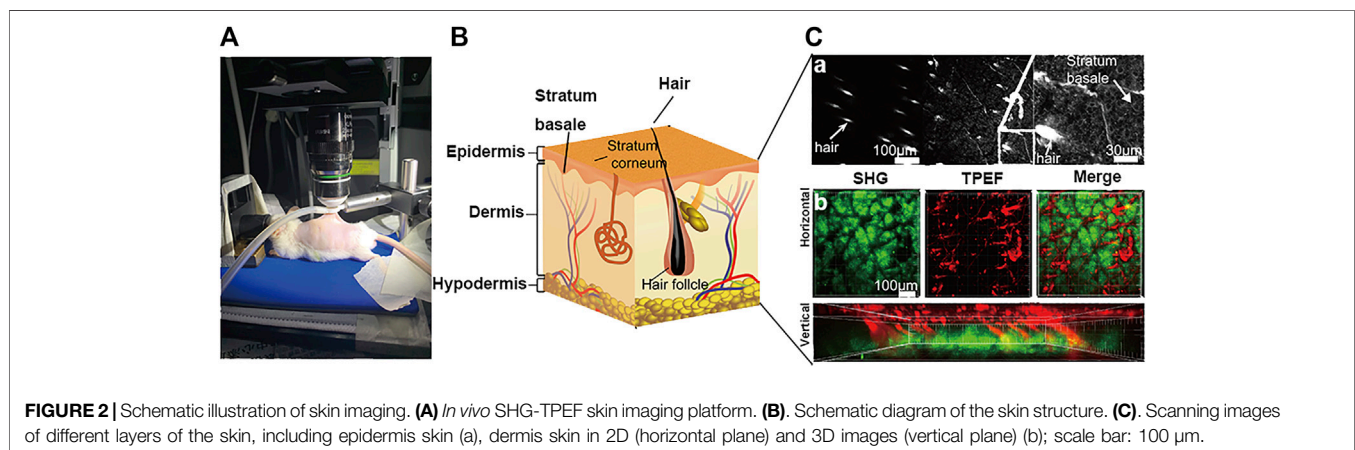 A
B
C
Stratum
basale
Hair
Epidermis
Stratum
corneum
Dermis
Hypodermis
Hair follcle
a
hair
100µm
Stratum
basale
hair
30µm
SHG
TPEF
Merge
b
Horizontal
100µm
Vertical
FIGURE 2 | Schematic illustration of skin imaging. (A) In vivo SHG-TPEF skin imaging platform. (B). Schematic diagram of the skin structure. (C). Scanning images
of different layers of the skin, including epidermis skin (a), dermis skin in 2D (horizontal plane) and 3D images (vertical plane) (b); scale bar: 100 µm.